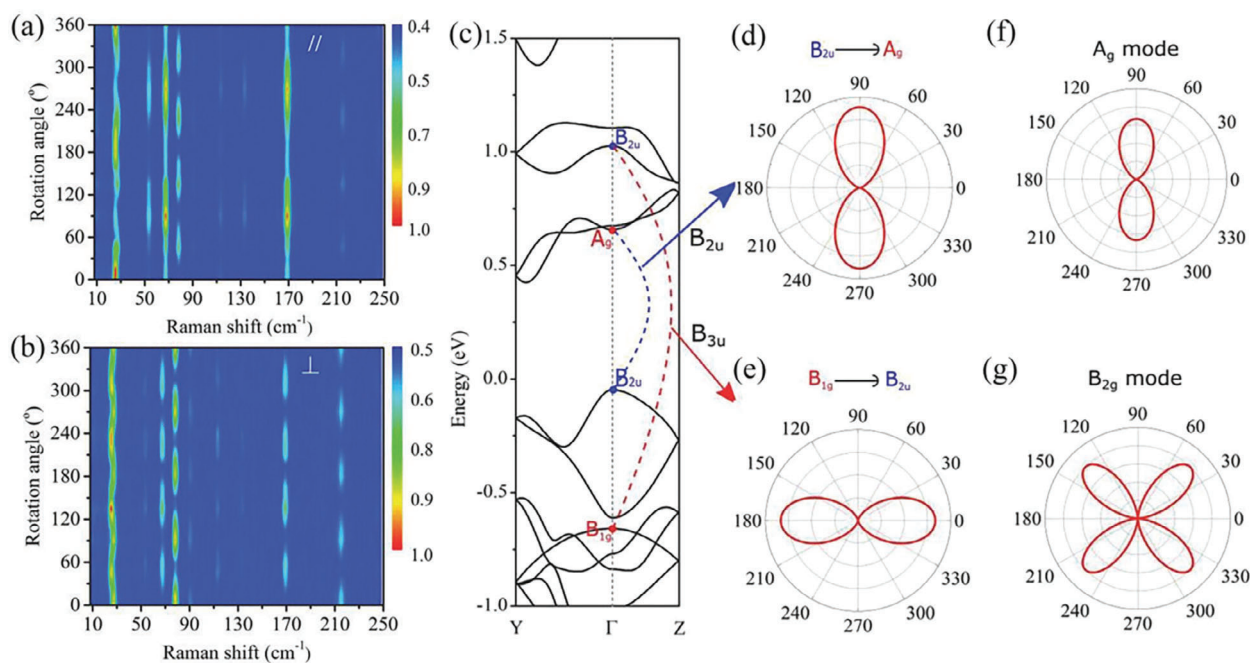 (a)
//
360
300
240
180
120
60
0
Rotation angle (º)
10 50 90 130 170 210 250
Raman shift (cm-1)
0.4
0.5
0.7
0.9
1.0
(b)
⊥
360
300
240
180
120
60
0
Rotation angle (º)
10 50 90 130 170 210 250
Raman shift (cm-1)
0.5
0.6
0.8
0.9
1.0
(c)
1.5
1.0
0.5
0.0
-0.5
-1.0
Energy (eV)
B2u
Ag
B2u
B1g
Y Γ Z
B2u
B3u
(d)
B2u Ag
90
120 60
150 30
180 0
210 330
240 300
270
(e)
B1g B2u
90
120 60
150 30
180 0
210 330
240 300
270
(f)
Ag mode
90
120 60
150 30
180 0
210 330
240 300
270
(g)
B2g mode
90
120 60
150 30
180 0
210 330
240 300
270